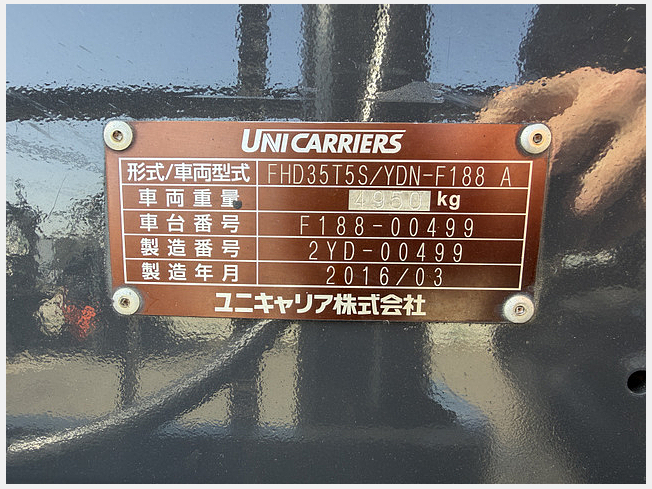 UNICARRIERS
形式/車両型式 FHD35T5S/YDN-F188 A
車両重量 4950 kg
車台番号 F188-00499
製造番号 2YD-00499
製造年月 2016/03
ユニキャリア株式会社